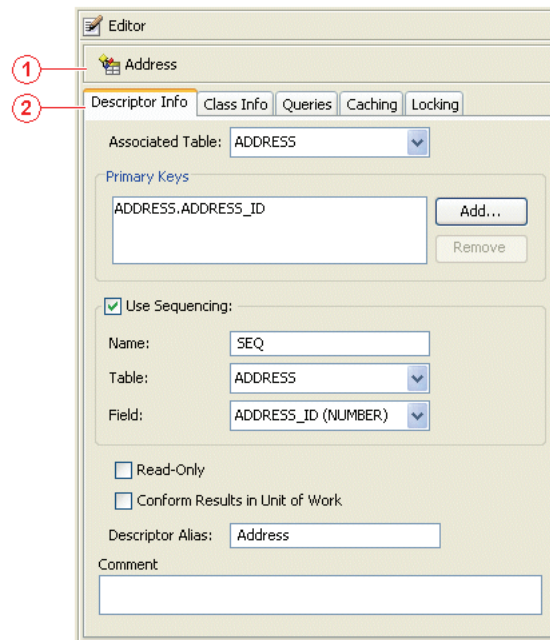 Editor
1 Address
2 Descriptor Info Class Info Queries Caching Locking
Associated Table: ADDRESS
Primary Keys
ADDRESS.ADDRESS_ID Add...
Remove
Use Sequencing:
Name: SEQ
Table: ADDRESS
Field: ADDRESS_ID (NUMBER)
Read-Only
Conform Results in Unit of Work
Descriptor Alias: Address
Comment